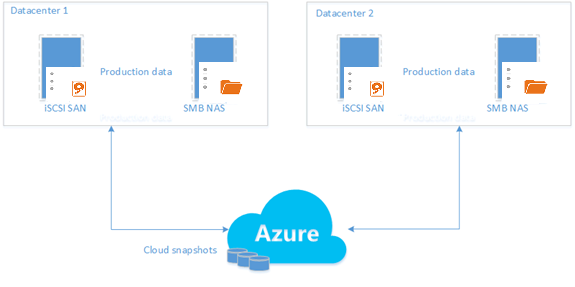 Datacenter 1
Production data
iSCSI SAN
SMB NAS
Production data
Datacenter 2
Production data
iSCSI SAN
SMB NAS
Production data
Azure
Cloud snapshots